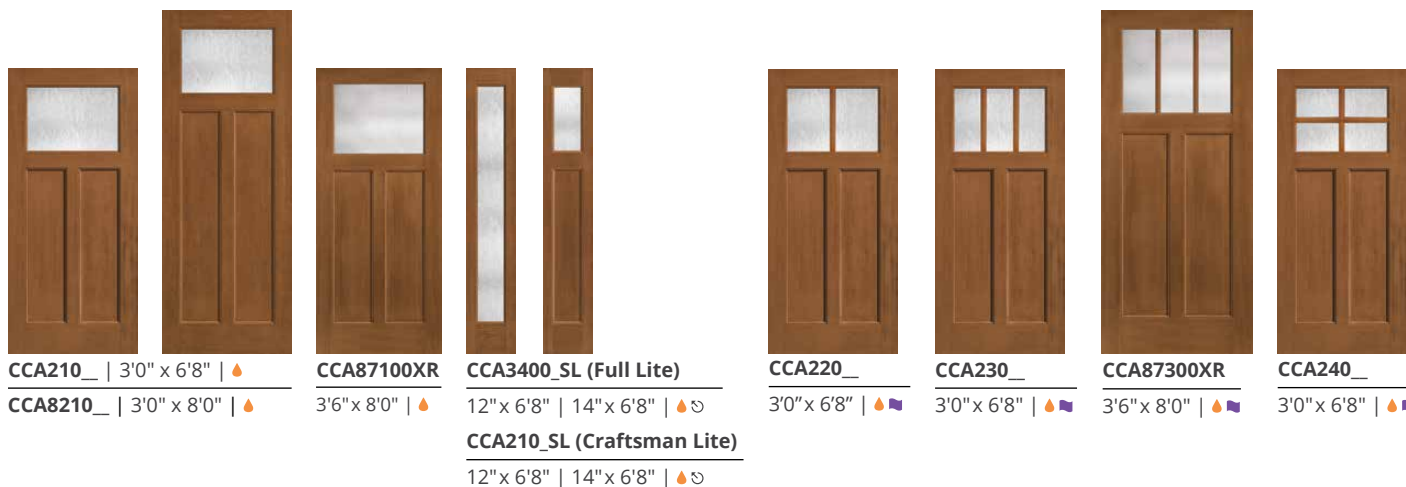 CCA210__ | 3'0" x 6'8" |
CCA8210__ | 3'0" x 8'0" |
CCA87100XR
3'6"x 8'0" |
CCA3400_SL (Full Lite)
12"x 6'8" | 14"x 6'8" |
CCA210_SL (Craftsman Lite)
12"x 6'8" | 14"x 6'8" |
CCA220__
3'0”x 6’8” |
CCA230__
3'0"x 6'8" |
CCA87300XR
3'6"x 8'0" |
CCA240__
3'0"x 6'8" |